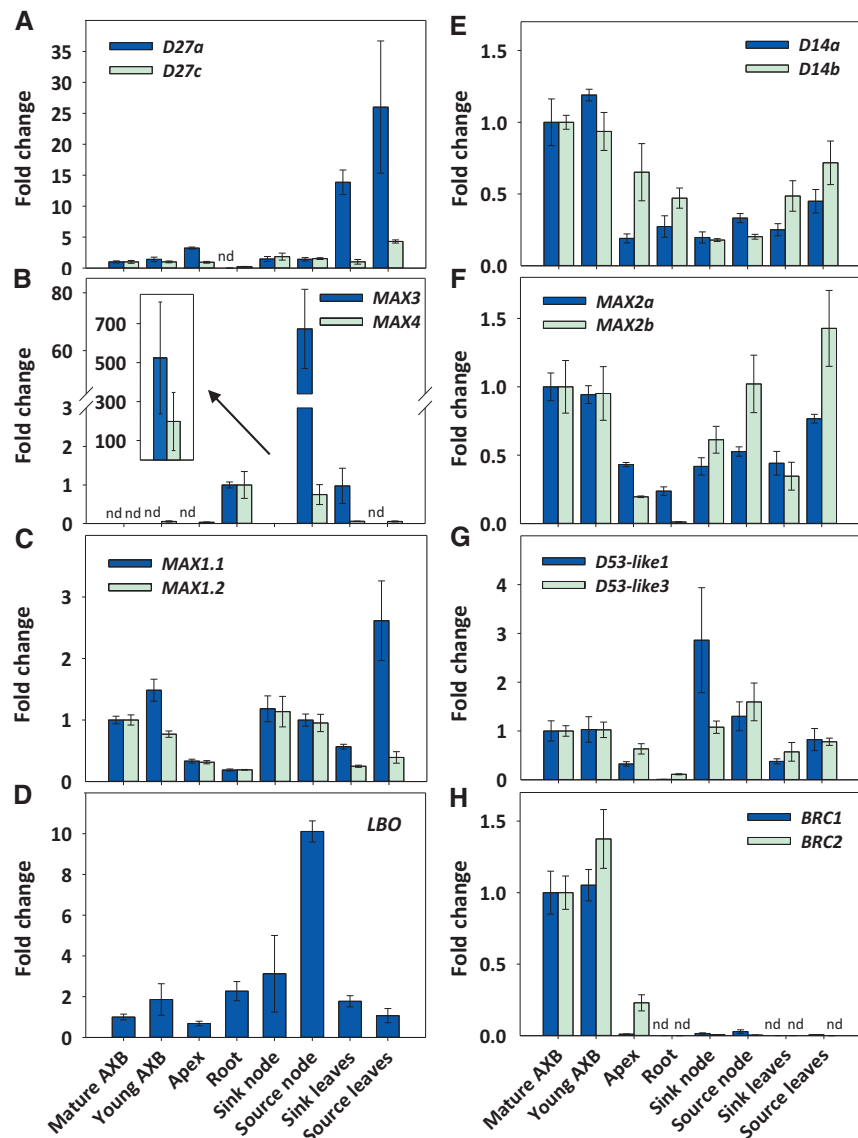 A
D27a
D27c
Fold change
35
30
25
20
15
10
5
0
nd
B
MAX3
MAX4
Fold change
80
60
3
2
1
0
700
500
300
100
nd nd nd nd nd
C
MAX1.1
MAX1.2
Fold change
3
2
1
0
D
LBO
Fold change
10
8
6
4
2
0
Mature AXB
Young AXB
Apex
Root
Sink node
Source node
Sink leaves
Source leaves
E
D14a
D14b
Fold change
1.5
1.0
0.5
0.0
F
MAX2a
MAX2b
Fold change
1.5
1.0
0.5
0.0
G
D53-like1
D53-like3
Fold change
4
3
2
1
0
H
BRC1
BRC2
Fold change
1.5
1.0
0.5
0.0
nd nd nd nd nd
Mature AXB
Young AXB
Apex
Root
Sink node
Source node
Sink leaves
Source leaves